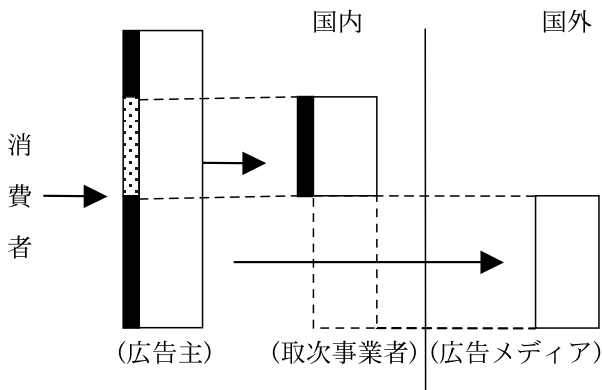 国内
国外
消費者
(広告主)
(取次事業者)
(広告メディア)